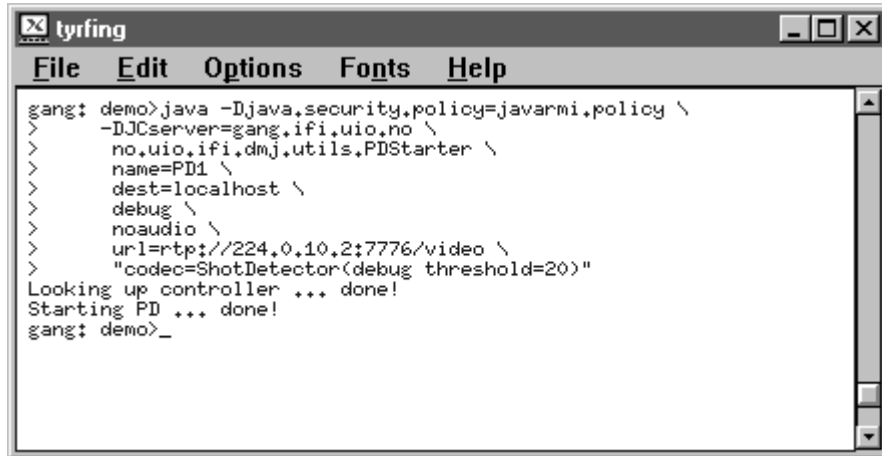 tyrfing
File Edit Options Fonts Help
gang: demo>java -Djava.security.policy=javarmi.policy \
> -DJCserver=gang.ifi.uio.no \
> no.uio.ifi.dmj.utils.PDStarter \
> name=PD1 \
> dest=localhost \
> debug \
> noaudio \
> url=rtp://224.0.10.2:7776/video \
> "codec=ShotDetector(debug threshold=20)"
Looking up controller ... done!
Starting PD ... done!
gang: demo>_